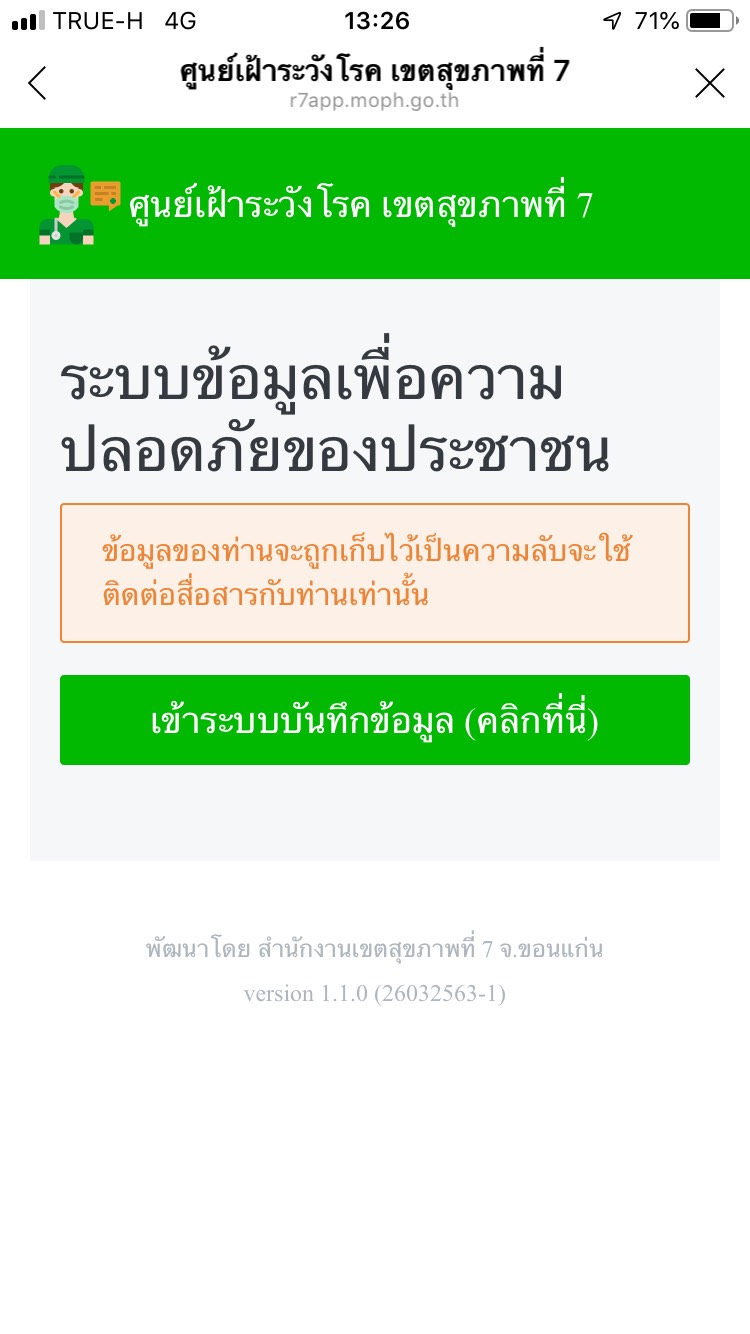 TRUE-H 4G 13:26 71%
ศูนย์เฝ้าระวังโรค เขตสุขภาพที่ 7
r7app.moph.go.th
ศูนย์เฝ้าระวังโรค เขตสุขภาพที่ 7
ระบบข้อมูลเพื่อความ
ปลอดภัยของประชาชน
ข้อมูลของท่านจะถูกเก็บไว้เป็นความลับจะใช้
ติดต่อสื่อสารกับท่านเท่านั้น
เข้าระบบบันทึกข้อมูล (คลิกที่นี่)
พัฒนาโดย สำนักงานเขตสุขภาพที่ 7 จ.ขอนแก่น
version 1.1.0 (26032563-1)